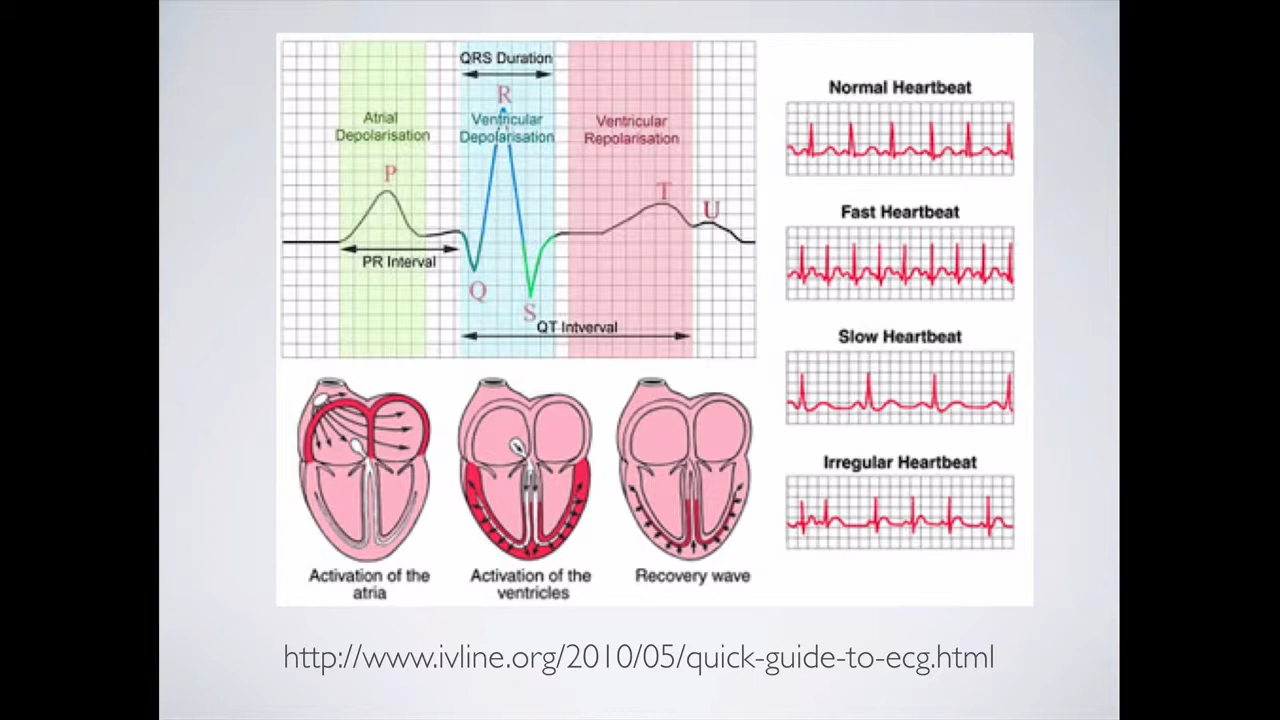 QRS Duration
R
Atrial
Depolarisation
Ventricular
Depolarisation
Ventricular
Repolarisation
P
T
U
PR Interval
Q
S
QT Intverval
Activation of the
atria
Activation of the
ventricles
Recovery wave
Normal Heartbeat
Fast Heartbeat
Slow Heartbeat
Irregular Heartbeat
http://www.ivline.org/2010/05/quick-guide-to-ecg.html